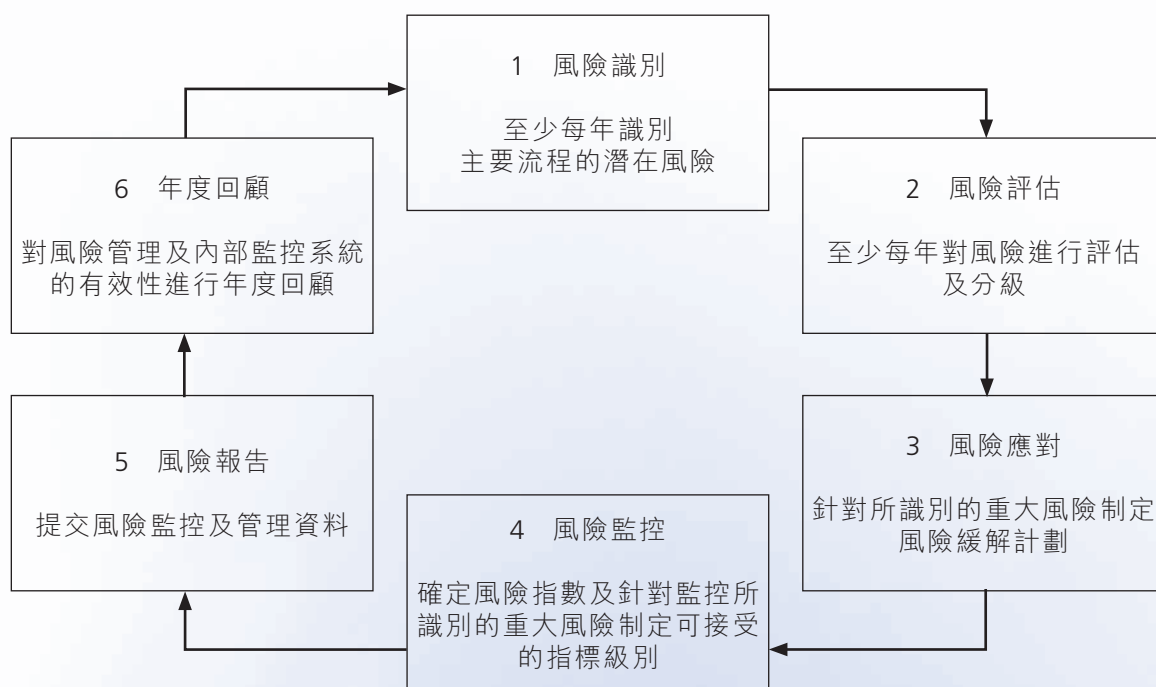 1 風險識別
至少每年識別
主要流程的潛在風險
2 風險評估
至少每年對風險進行評估
及分級
3 風險應對
針對所識別的重大風險制定
風險緩解計劃
4 風險監控
確定風險指數及針對監控所
識別的重大風險制定可接受
的指標級別
5 風險報告
提交風險監控及管理資料
6 年度回顧
對風險管理及內部監控系統
的有效性進行年度回顧